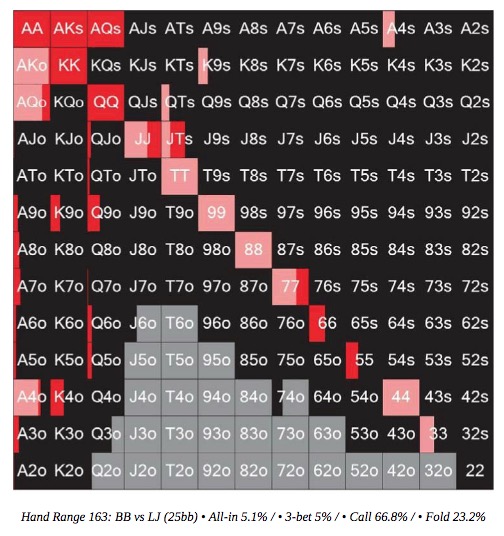 AA AKs AQs AJs ATs A9s A8s A7s A6s A5s A4s A3s A2s
AKo KK KQs KJs KTs K9s K8s K7s K6s K5s K4s K3s K2s
AQo KQo QQ QJs QTs Q9s Q8s Q7s Q6s Q5s Q4s Q3s Q2s
AJo KJo QJo JJ JTs J9s J8s J7s J6s J5s J4s J3s J2s
ATo KTo QTo JTo TT T9s T8s T7s T6s T5s T4s T3s T2s
A9o K9o Q9o J9o T9o 99 98s 97s 96s 95s 94s 93s 92s
A8o K8o Q8o J8o T8o 98o 88 87s 86s 85s 84s 83s 82s
A7o K7o Q7o J7o T7o 97o 87o 77 76s 75s 74s 73s 72s
A6o K6o Q6o J6o T6o 96o 86o 76o 66 65s 64s 63s 62s
A5o K5o Q5o J5o T5o 95o 85o 75o 65o 55 54s 53s 52s
A4o K4o Q4o J4o T4o 94o 84o 74o 64o 54o 44 43s 42s
A3o K3o Q3o J3o T3o 93o 83o 73o 63o 53o 43o 33 32s
A2o K2o Q2o J2o T2o 92o 82o 72o 62o 52o 42o 32o 22
Hand Range 163: BB vs LJ (25bb) • All-in 5.1% / • 3-bet 5% / • Call 66.8% / • Fold 23.2%